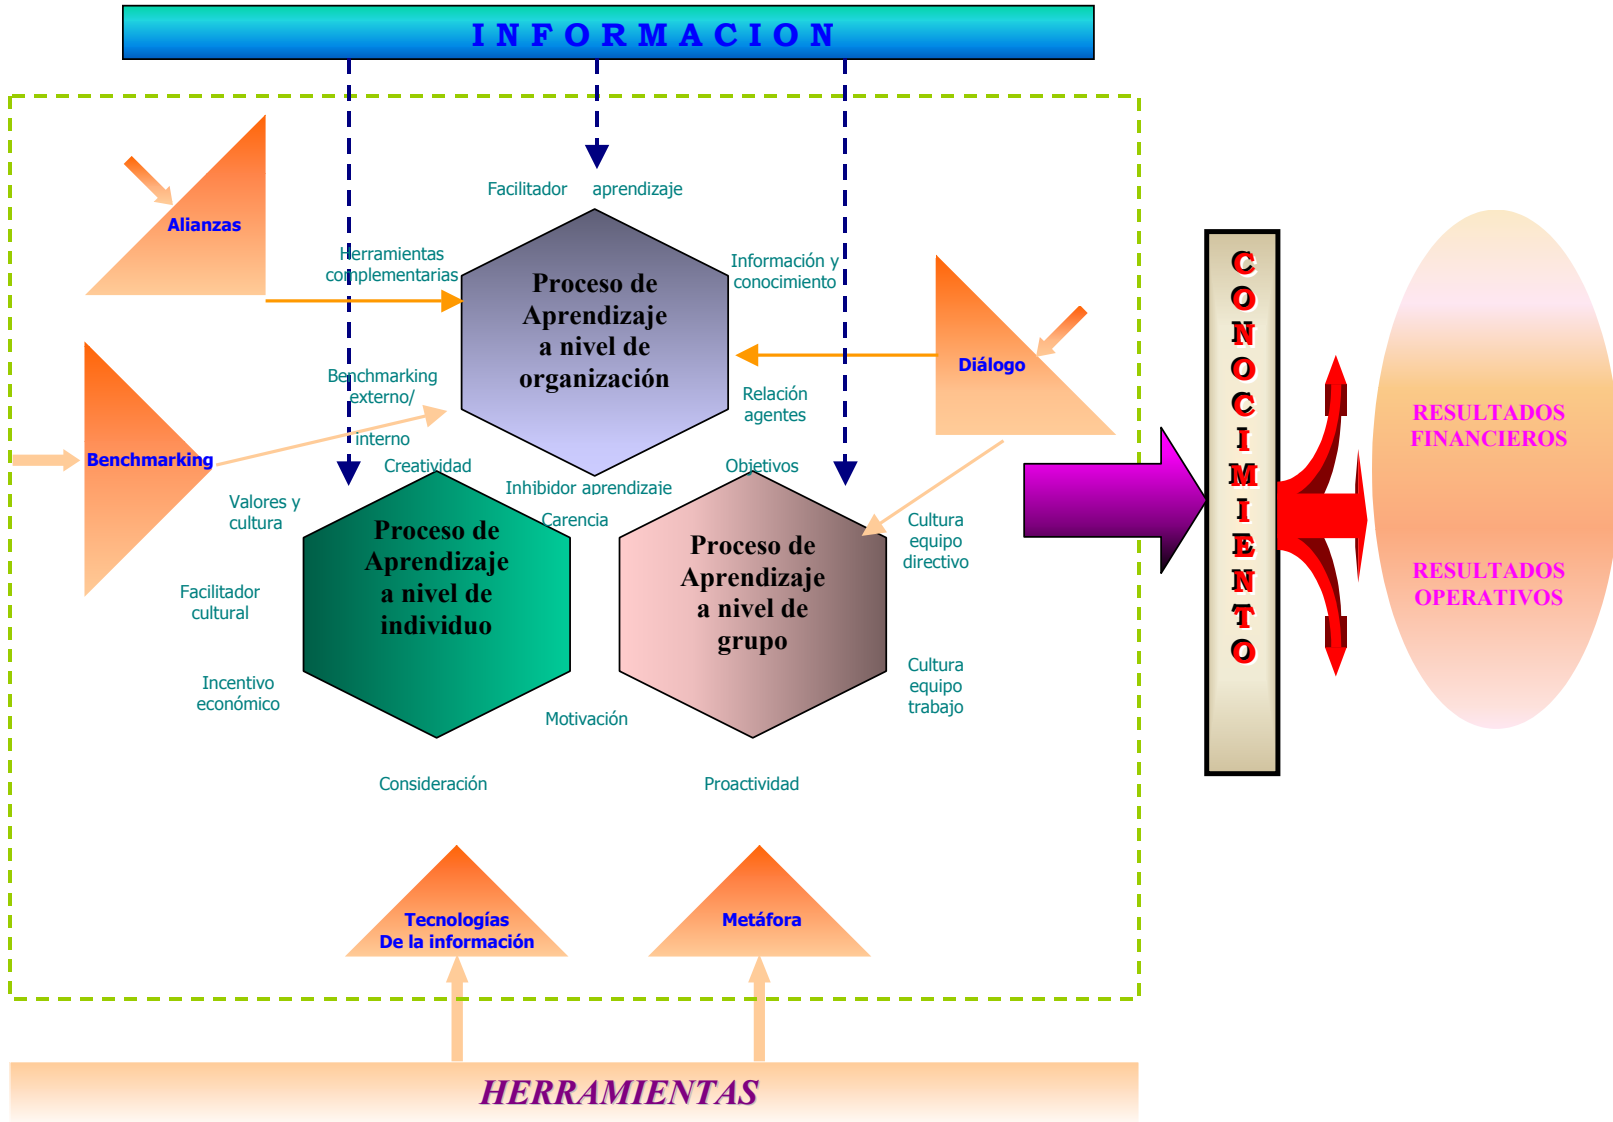 I N F O R M A C I O N
Facilitador aprendizaje
Alianzas
Herramientas
complementarias
Información y
conocimiento
Proceso de
Aprendizaje
a nivel de
organización
Diálogo
Benchmarking
externo/
interno
Relación
agentes
Benchmarking
Creatividad
Inhibidor aprendizaje
Carencia
Objetivos
Valores y
cultura
Proceso de
Aprendizaje
a nivel de
individuo
Proceso de
Aprendizaje
a nivel de
grupo
Cultura
equipo
directivo
Facilitador
cultural
Incentivo
económico
Motivación
Cultura
equipo
trabajo
Consideración
Proactividad
Tecnologías
De la información
Metáfora
HERRAMIENTAS
C
O
N
O
C
I
M
I
E
N
T
O
RESULTADOS
FINANCIEROS
RESULTADOS
OPERATIVOS